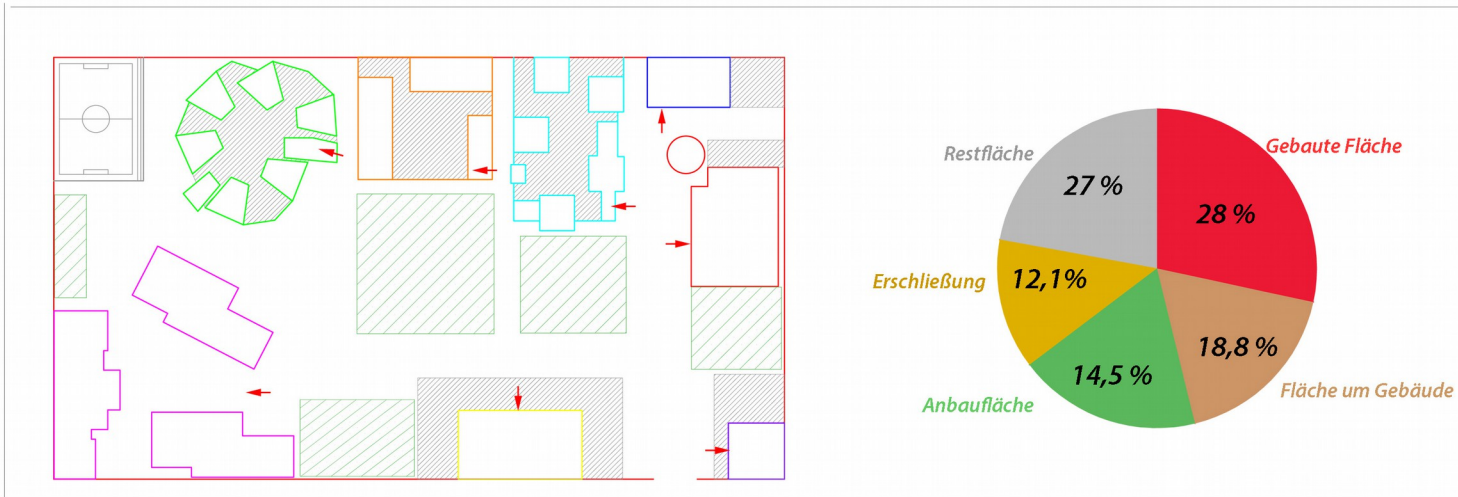 Restfläche
27 %
Gebaute Fläche
28 %
Erschließung
12,1%
18,8 %
14,5 %
Anbaufläche
Fläche um Gebäude